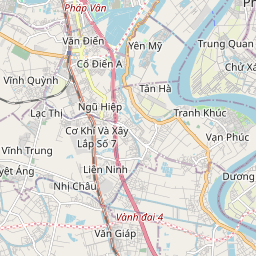 Pháp Vân
Văn Điển
Yên Mỹ
Trung Quan
Cổ Điển A
Chử Xá
Vĩnh Quỳnh
Tân Hà
Ngũ Hiệp
Lạc Thị
Tranh Khúc
Cơ Khí Và Xây
Lắp Số 7
Vạn Phúc
Vĩnh Trung
Liên Ninh
Dương
Nhị Châu
Vành đai 4
Văn Giáp